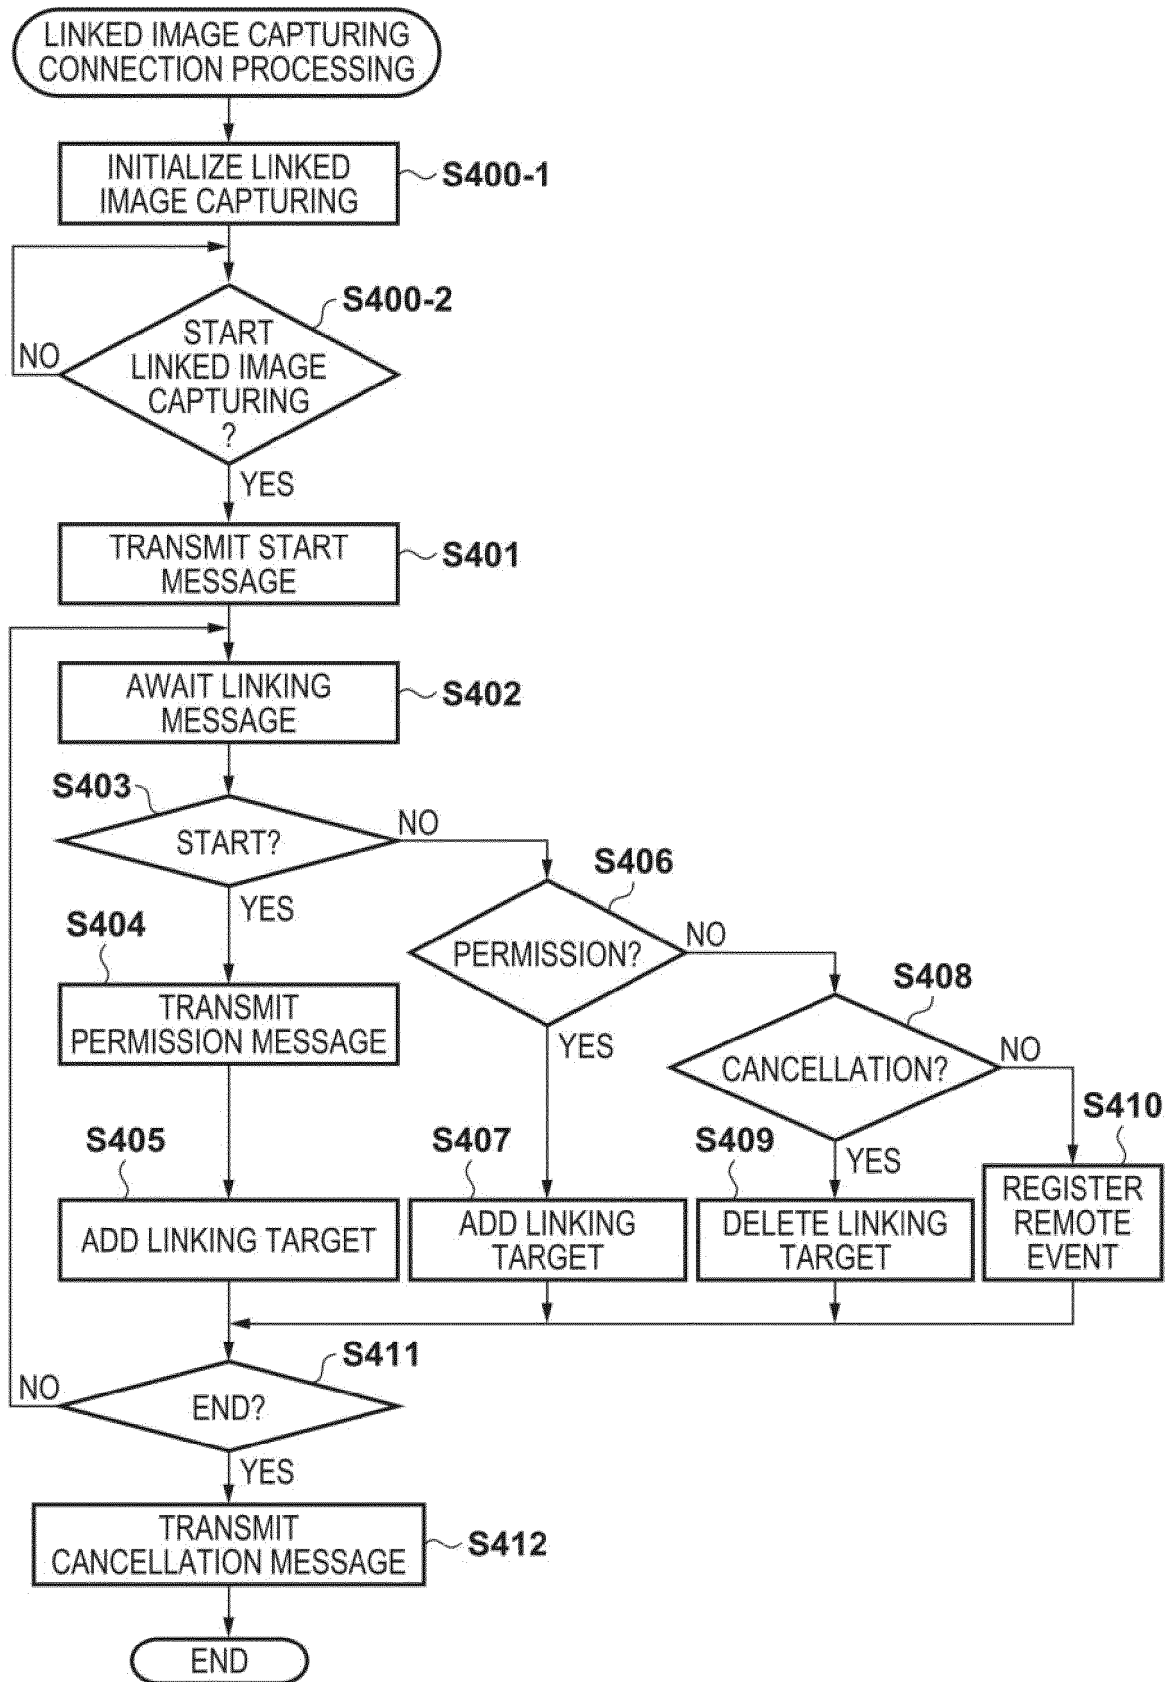 LINKED IMAGE CAPTURING
CONNECTION PROCESSING
INITIALIZE LINKED
IMAGE CAPTURING
S400-1
S400-2
START
LINKED IMAGE
CAPTURING
?
NO
YES
TRANSMIT START
MESSAGE
S401
AWAIT LINKING
MESSAGE
S402
S403
START?
NO
YES
S404
TRANSMIT
PERMISSION MESSAGE
S405
ADD LINKING TARGET
S406
PERMISSION?
NO
YES
S407
ADD LINKING
TARGET
S408
CANCELLATION?
NO
YES
S409
DELETE LINKING
TARGET
S410
REGISTER
REMOTE
EVENT
S411
END?
NO
YES
TRANSMIT
CANCELLATION MESSAGE
S412
END